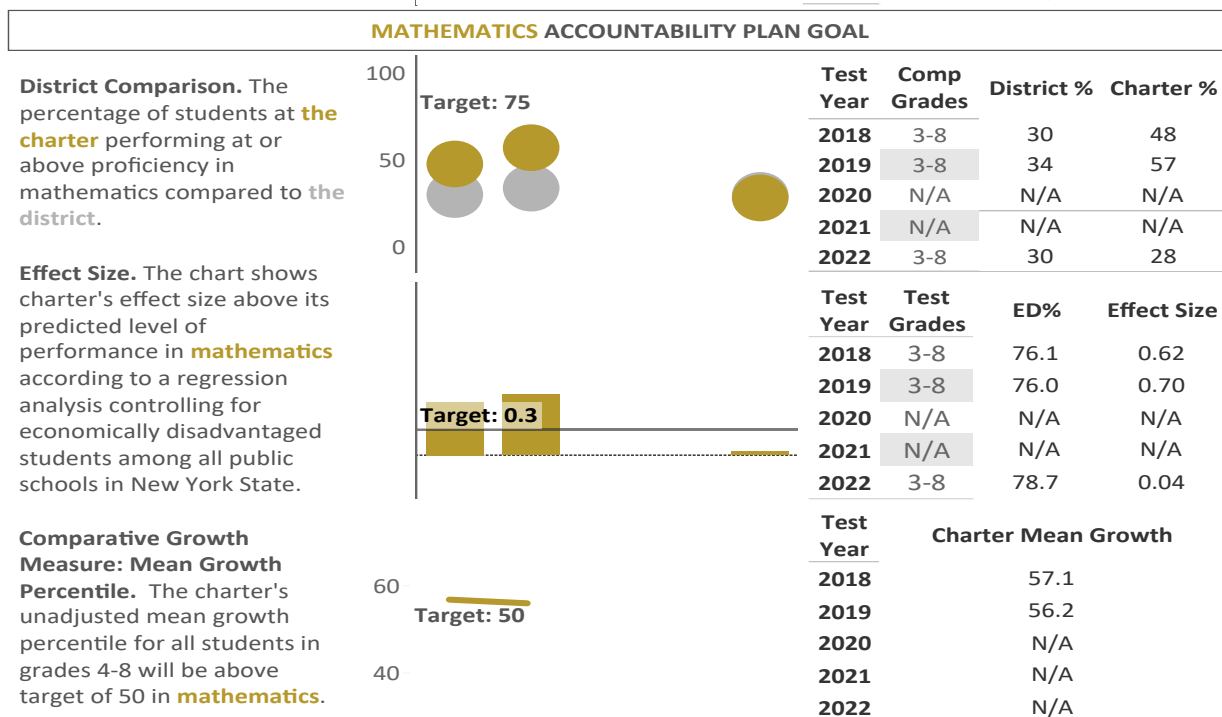 MATHEMATICS ACCOUNTABILITY PLAN GOAL
District Comparison. The
percentage of students at the
charter performing at or
above proficiency in
mathematics compared to the
district.
100
50
0
Target: 75
Test Year Comp Grades District % Charter %
2018 3-8 30 48
2019 3-8 34 57
2020 N/A N/A N/A
2021 N/A N/A N/A
2022 3-8 30 28
Effect Size. The chart shows
charter's effect size above its
predicted level of
performance in mathematics
according to a regression
analysis controlling for
economically disadvantaged
students among all public
schools in New York State.
Target: 0.3
Test Year Test Grades ED% Effect Size
2018 3-8 76.1 0.62
2019 3-8 76.0 0.70
2020 N/A N/A N/A
2021 N/A N/A N/A
2022 3-8 78.7 0.04
Comparative Growth
Measure: Mean Growth
Percentile. The charter's
unadjusted mean growth
percentile for all students in
grades 4-8 will be above
target of 50 in mathematics.
60
Target: 50
40
Test Year Charter Mean Growth
2018 57.1
2019 56.2
2020 N/A
2021 N/A
2022 N/A